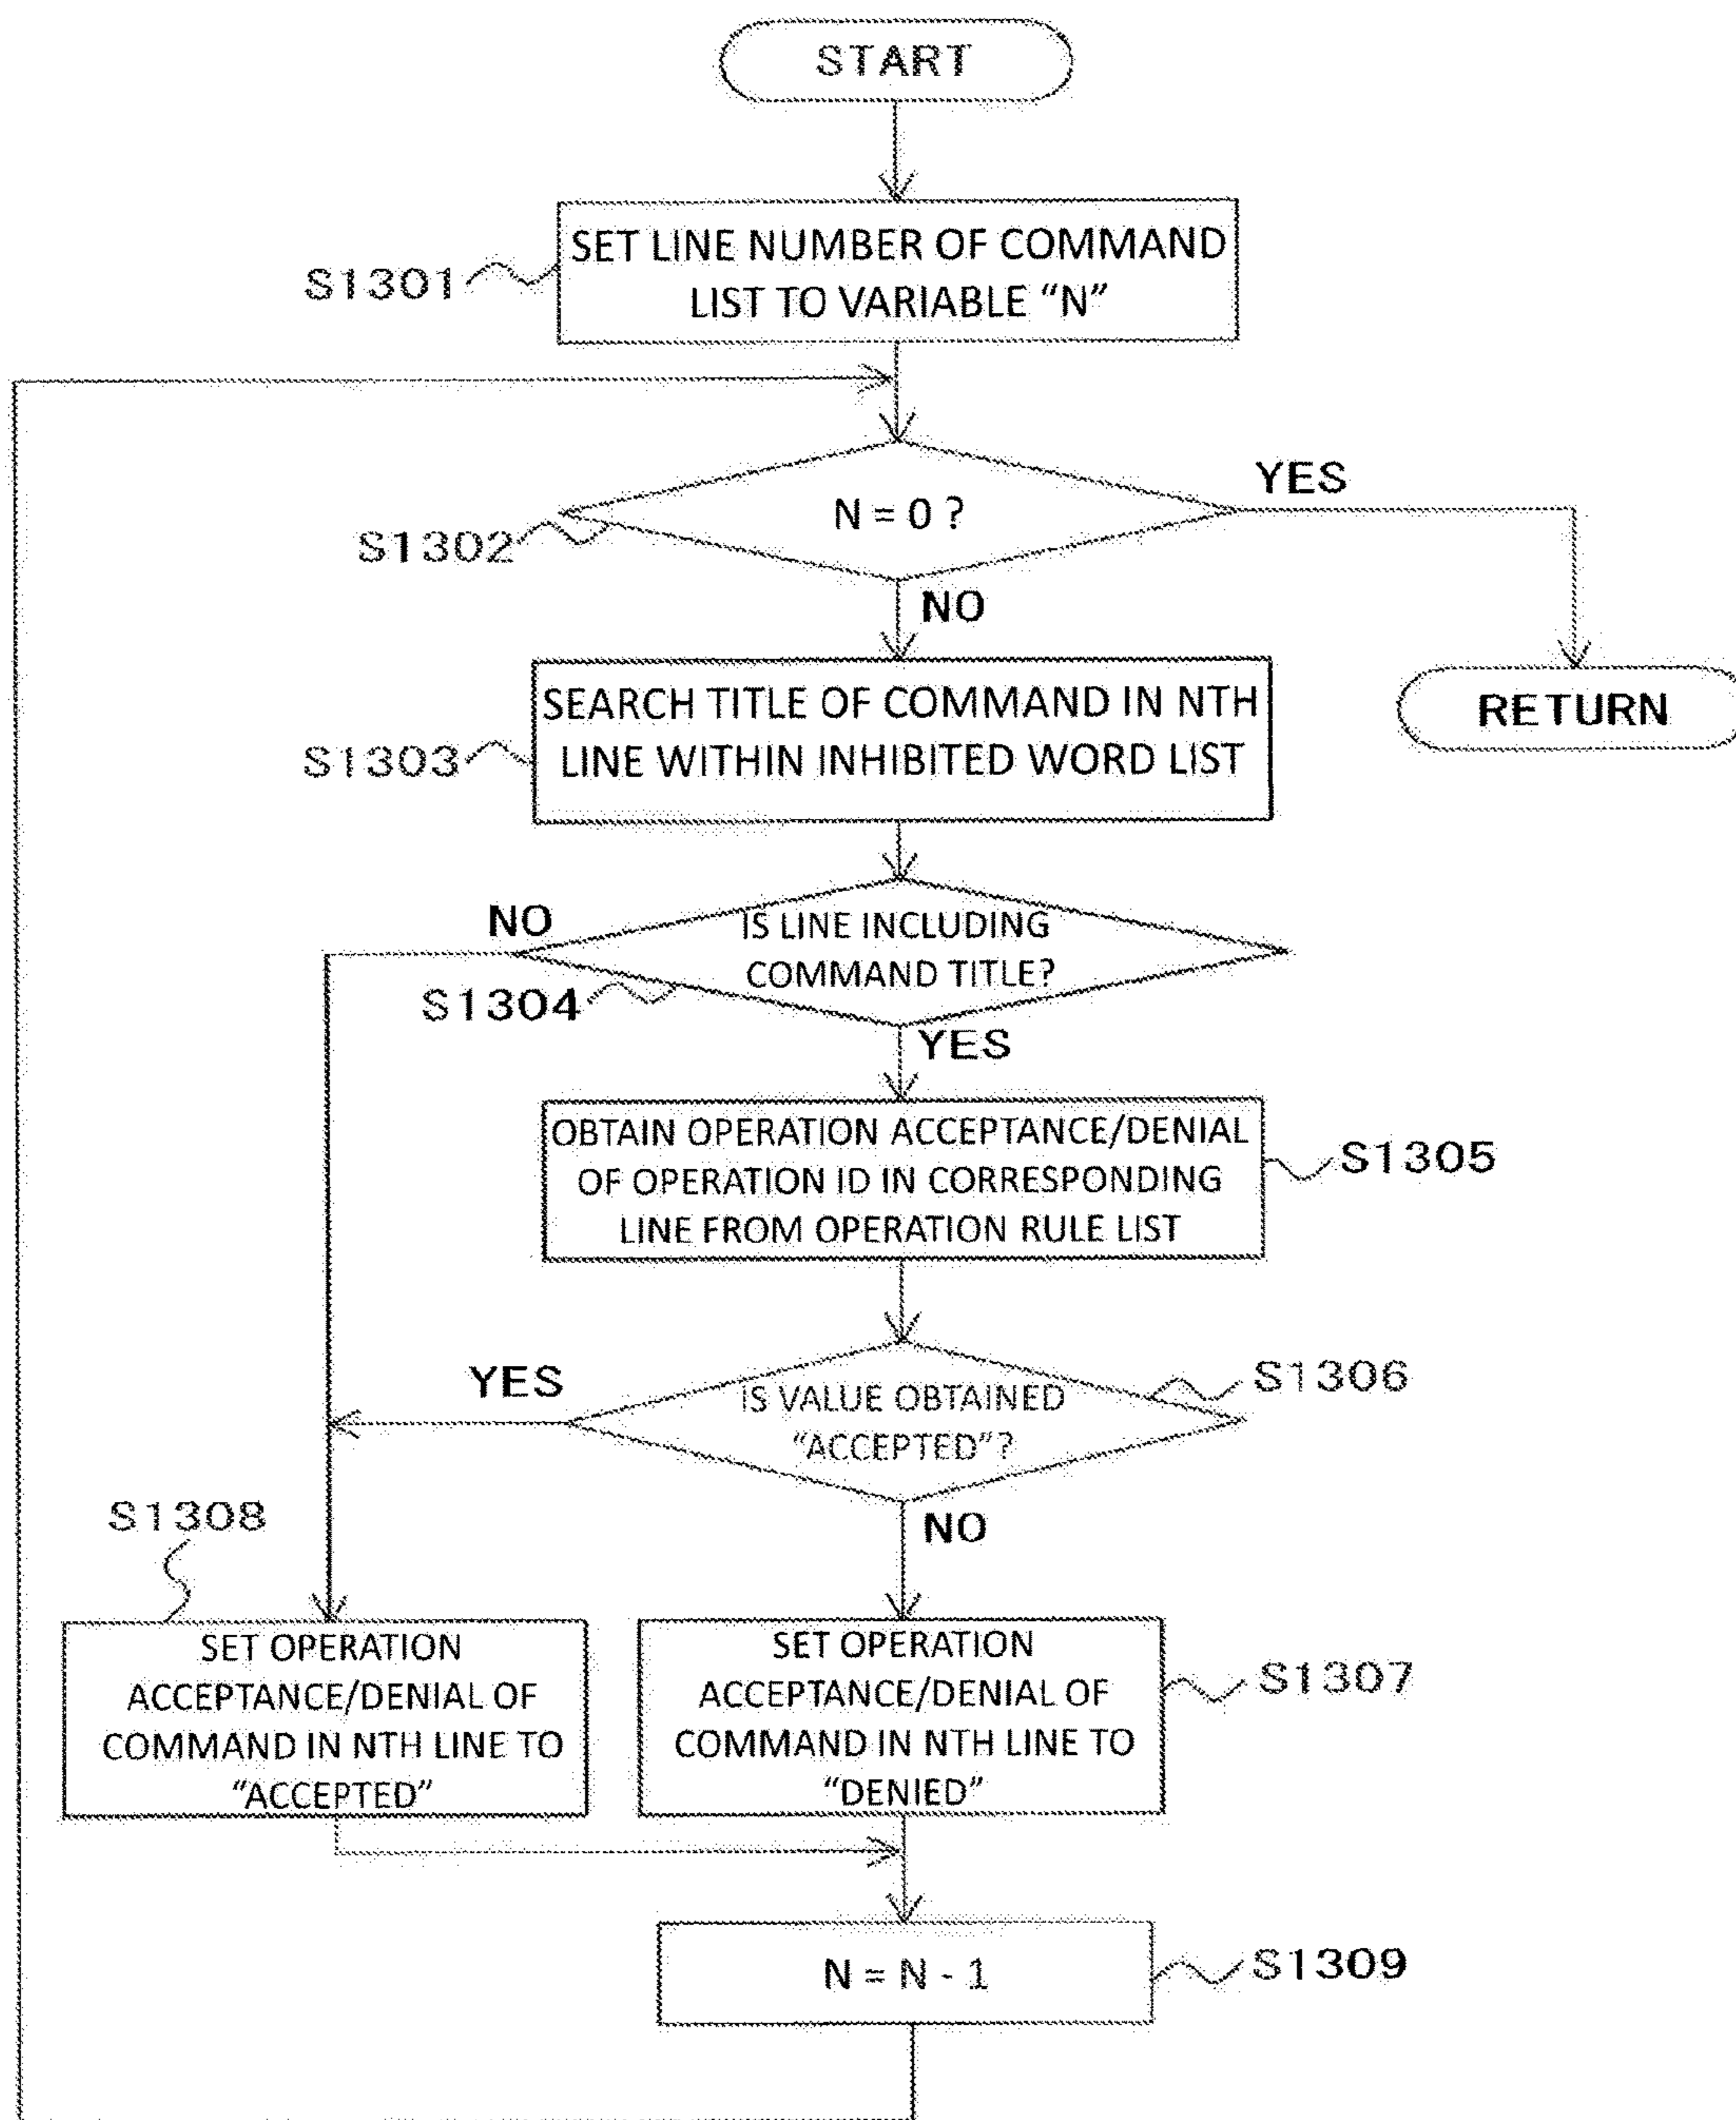 START
S1301
SET LINE NUMBER OF COMMAND
LIST TO VARIABLE “N”
S1302
N = 0 ?
YES
NO
RETURN
S1303
SEARCH TITLE OF COMMAND IN NTH
LINE WITHIN INHIBITED WORD LIST
S1304
NO
IS LINE INCLUDING
COMMAND TITLE?
YES
OBTAIN OPERATION ACCEPTANCE/DENIAL
OF OPERATION ID IN CORRESPONDING
LINE FROM OPERATION RULE LIST
S1305
YES
IS VALUE OBTAINED
“ACCEPTED”?
S1306
NO
S1308
SET OPERATION
ACCEPTANCE/DENIAL OF
COMMAND IN NTH LINE TO
“ACCEPTED”
SET OPERATION
ACCEPTANCE/DENIAL OF
COMMAND IN NTH LINE TO
“DENIED”
S1307
N = N - 1
S1309